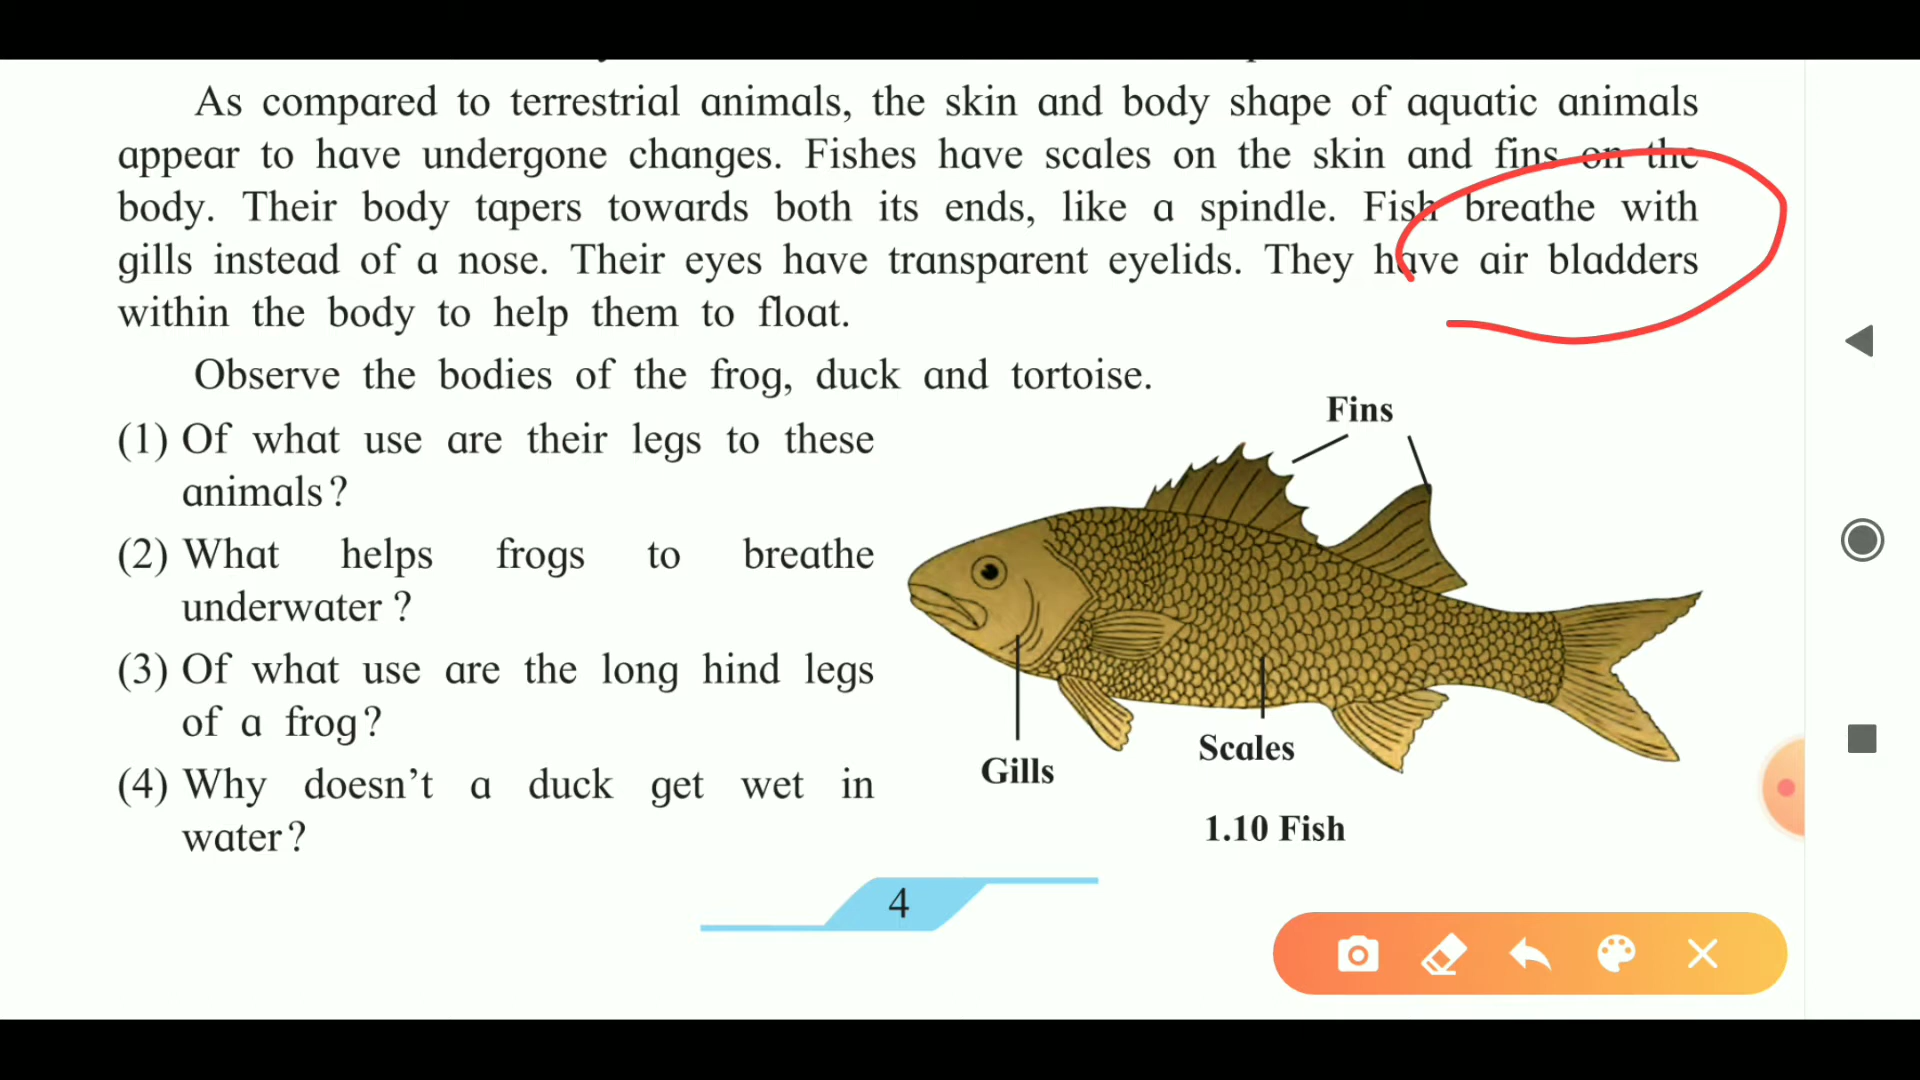 As compared to terrestrial animals, the skin and body shape of aquatic animals
appear to have undergone changes. Fishes have scales on the skin and fins on the
body. Their body tapers towards both its ends, like a spindle. Fish breathe with
gills instead of a nose. Their eyes have transparent eyelids. They have air bladders
within the body to help them to float.
Observe the bodies of the frog, duck and tortoise.
(1) Of what use are their legs to these
animals?
(2) What helps frogs to breathe
underwater ?
(3) Of what use are the long hind legs
of a frog?
(4) Why doesn't a duck get wet in
water?
Fins
Gills
Scales
1.10 Fish
4